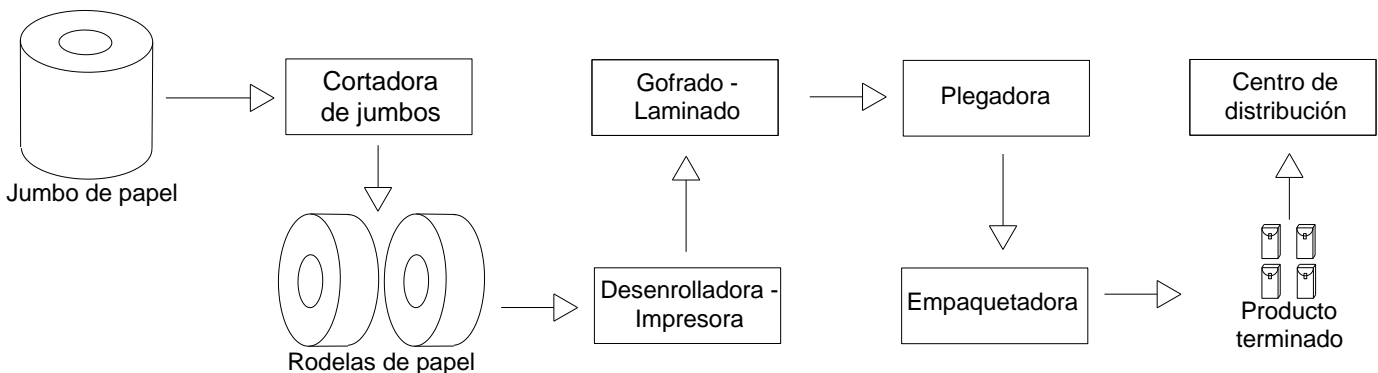 Jumbo de papel
Cortadora
de jumbos
Rodelas de papel
Desenrolladora -
Impresora
Gofrado -
Laminado
Plegadora
Empaquetadora
Producto
terminado
Centro de
distribución